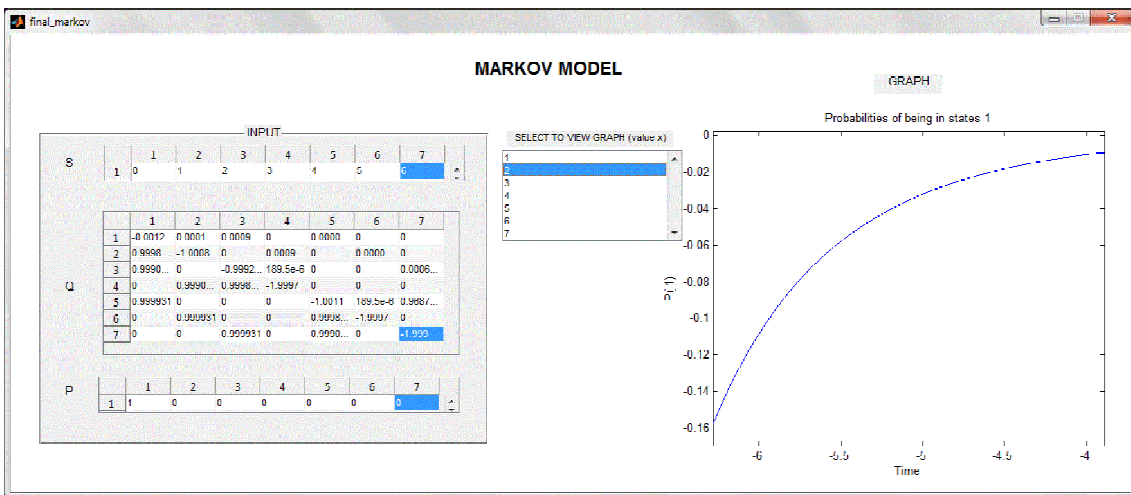 final_markov
MARKOV MODEL
GRAPH
INPUT
SELECT TO VIEW GRAPH (value x)
Probabilities of being in states 1
S
1 2 3 4 5 6 7
1 0 1 2 3 4 5 6
1
2
3
4
5
6
7
Q
1 2 3 4 5 6 7
1 -0.0012 0.0001 0.0009 0 0.0000 0 0
2 0.9998 -1.0008 0 0.0009 0 0.0000 0
3 0.9990... 0 -0.9992... 189.5e-6 0 0 0.0006...
4 0 0.9990... 0.9998... -1.9997 0 0 0
5 0.999931 0 0 0 -1.0011 189.5e-6 0.9687...
6 0 0.999931 0 0 0.9998... -1.9997 0
7 0 0 0.999931 0 0.9990... 0 -1.999...
P
1 2 3 4 5 6 7
1 1 0 0 0 0 0 0
0
-0.02
-0.04
-0.06
-0.08
-0.1
-0.12
-0.14
-0.16
P( 1)
-6 -5.5 -5 -4.5 -4
Time